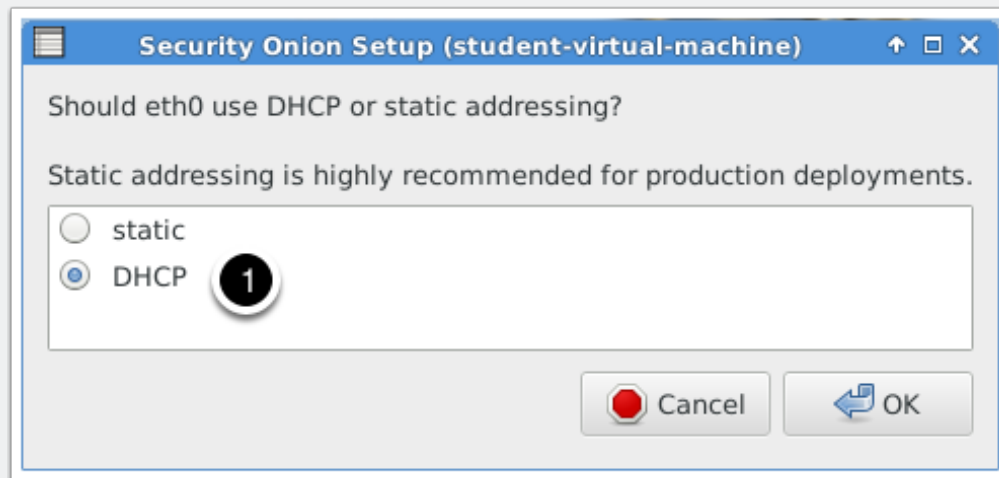 Security Onion Setup (student-virtual-machine)
Should eth0 use DHCP or static addressing?
Static addressing is highly recommended for production deployments.
static
DHCP 1
Cancel OK